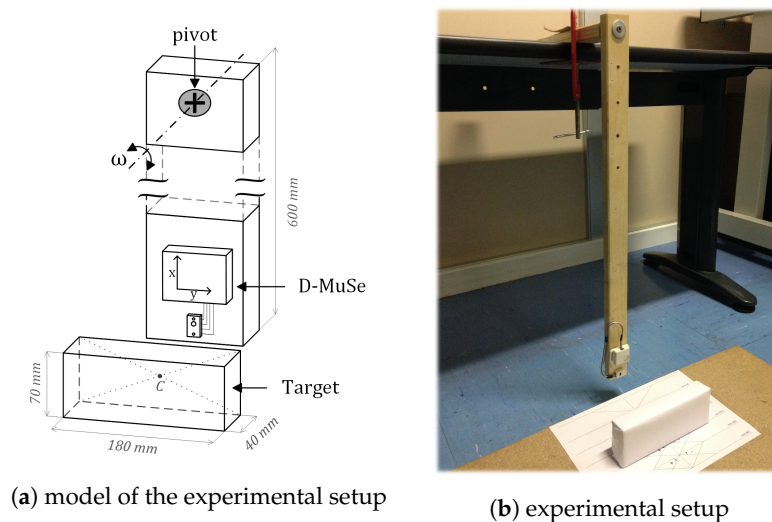 pivot
ω
600 mm
x
y
D-MuSe
C
Target
70 mm
180 mm
40 mm
(a) model of the experimental setup
(b) experimental setup